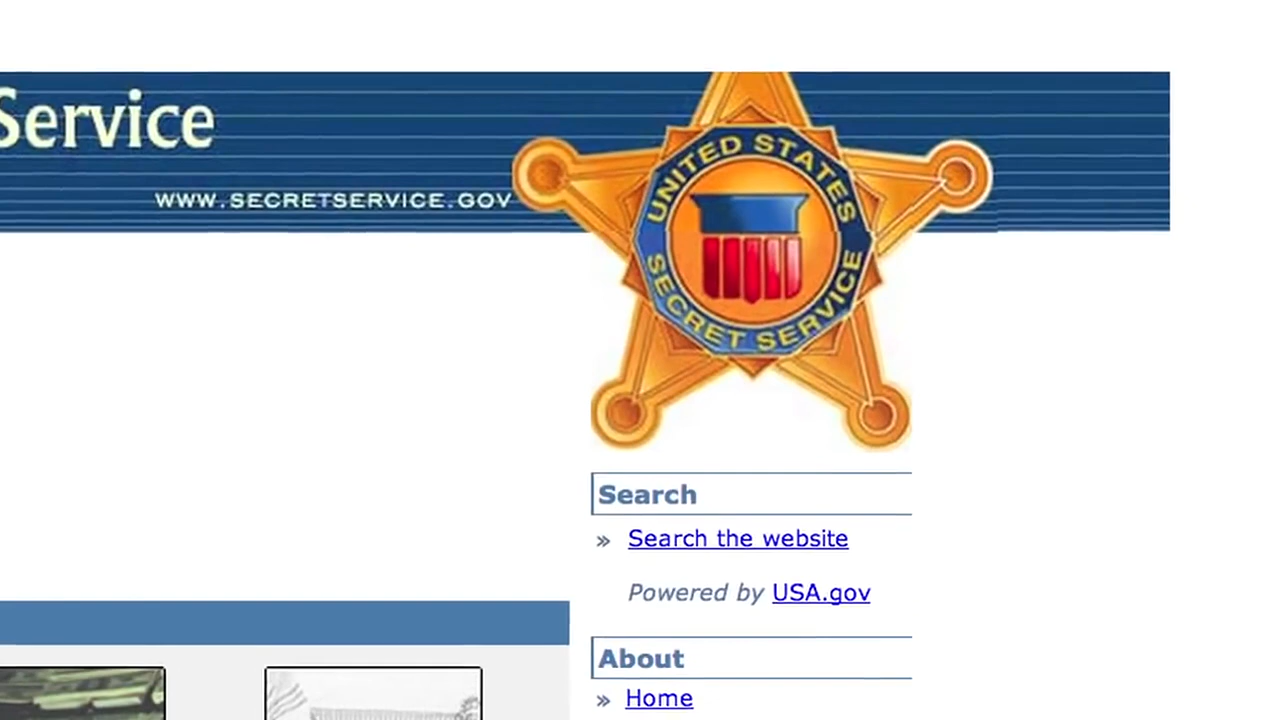 Service
WWW.SECRETSERVICE.GOV
UNITED STATES
SECRET SERVICE
Search
» Search the website
Powered by USA.gov
About
» Home